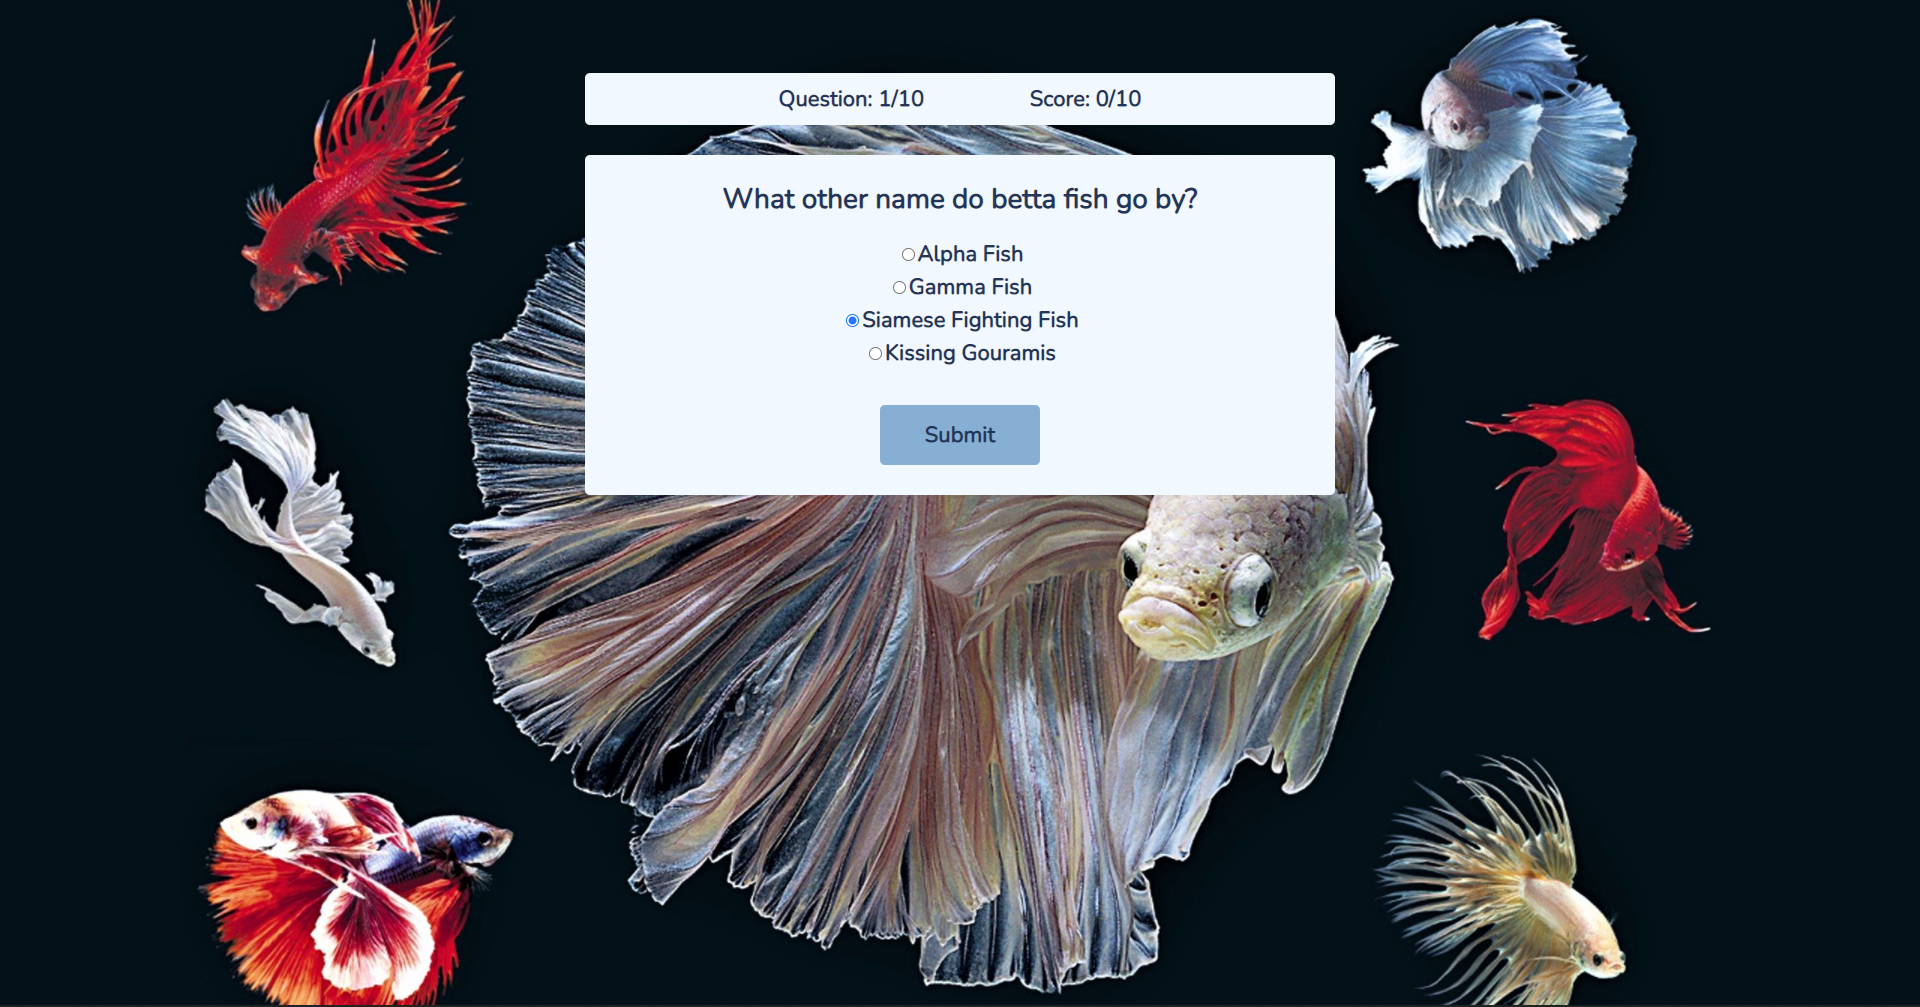 Question: 1/10 Score: 0/10
What other name do betta fish go by?
Alpha Fish
Gamma Fish
Siamese Fighting Fish
Kissing Gouramis
Submit